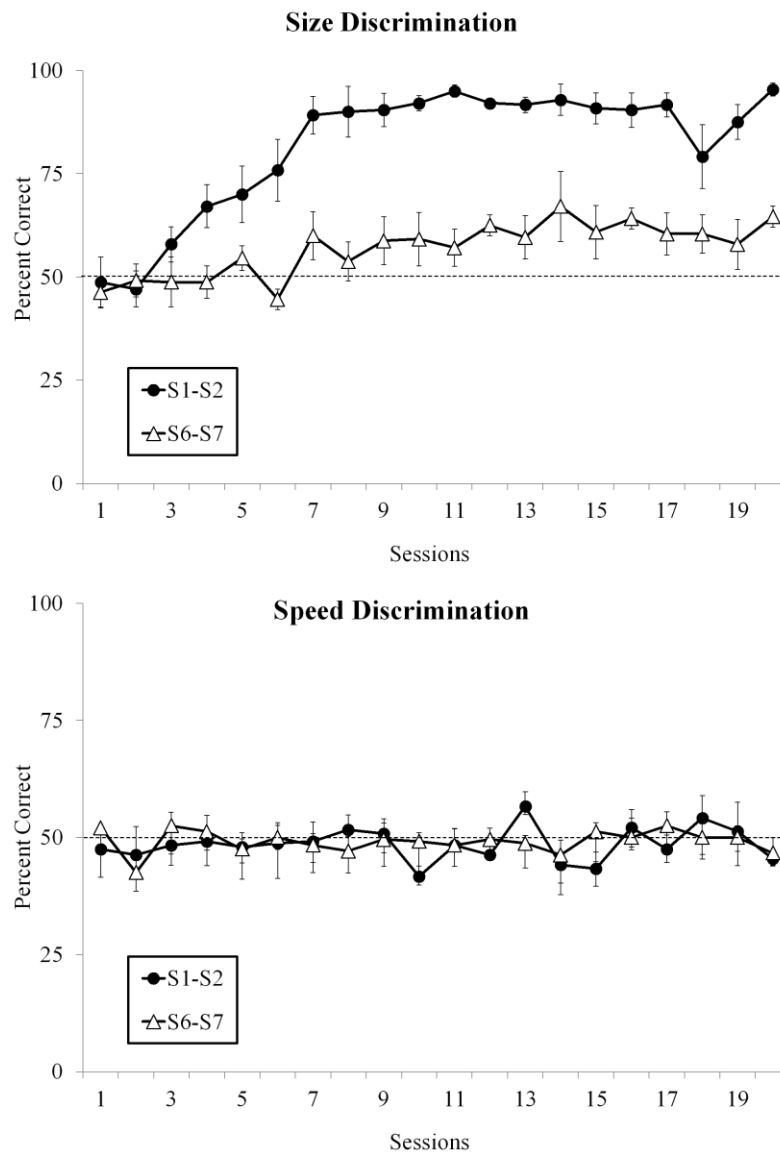 Size Discrimination
100
75
50
25
0
Percent Correct
S1-S2
S6-S7
1 3 5 7 9 11 13 15 17 19
Sessions
Speed Discrimination
100
75
50
25
0
Percent Correct
S1-S2
S6-S7
1 3 5 7 9 11 13 15 17 19
Sessions